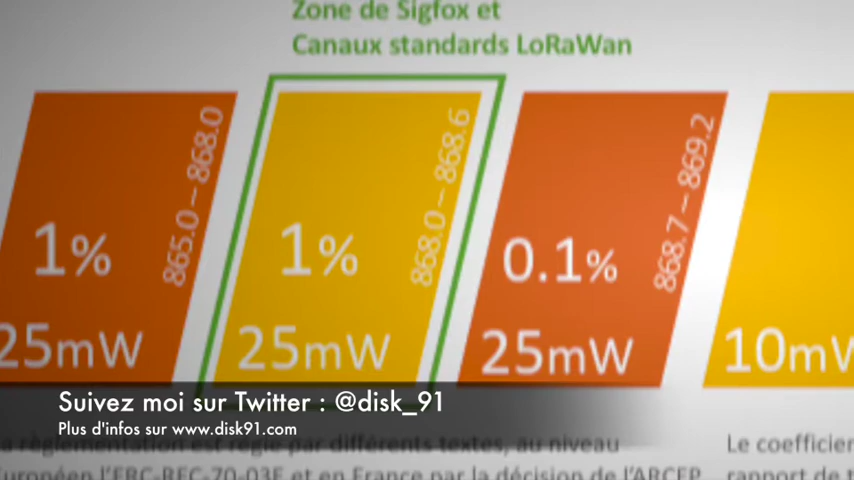 Zone de Sigfox et
Canaux standards LoRaWan
865.0 – 868.0
1%
25mW
868.0 – 868.6
1%
25mW
868.7 – 869.2
0.1%
25mW
10mW
Suivez moi sur Twitter : @disk_91
Plus d'infos sur www.disk91.com
la règlementation est régie par différents textes, au niveau
Européen l'ERC-REC-70-03E et en France par la décision de l'ARCEP
Le coefficien
rapport de t